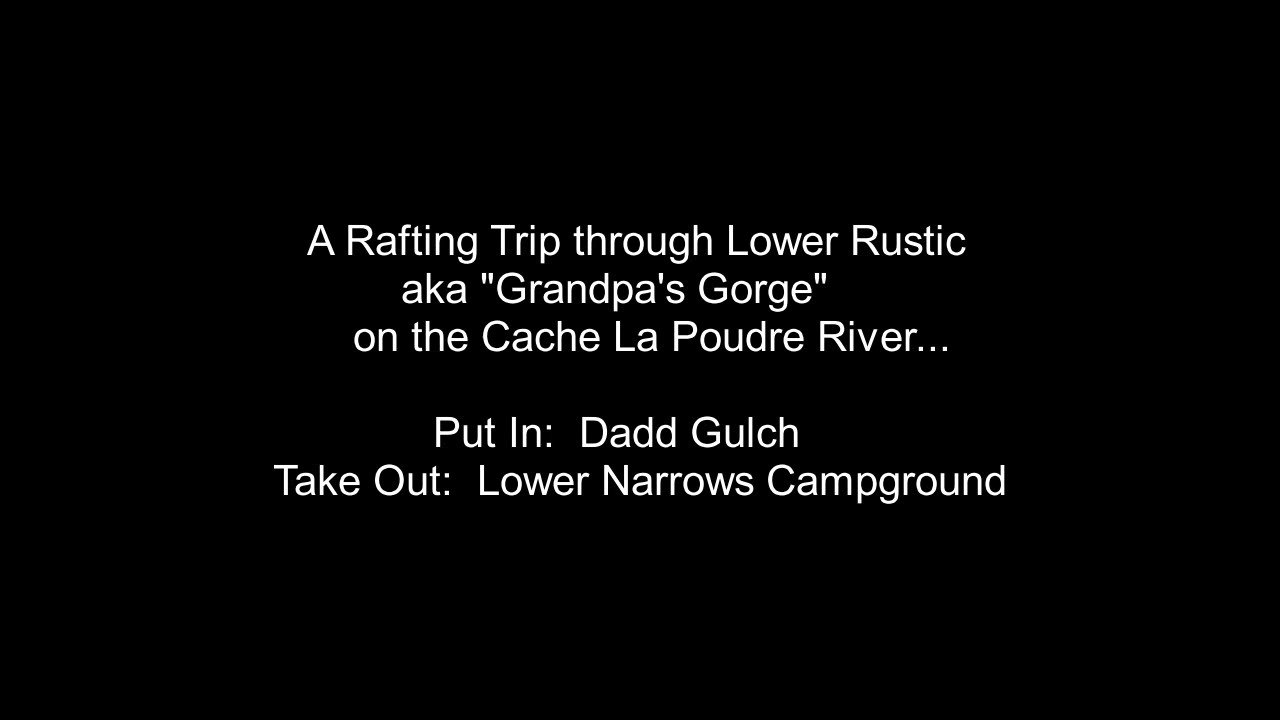 A Rafting Trip through Lower Rustic
aka "Grandpa's Gorge"
on the Cache La Poudre River...
Put In:  Dadd Gulch
Take Out:  Lower Narrows Campground